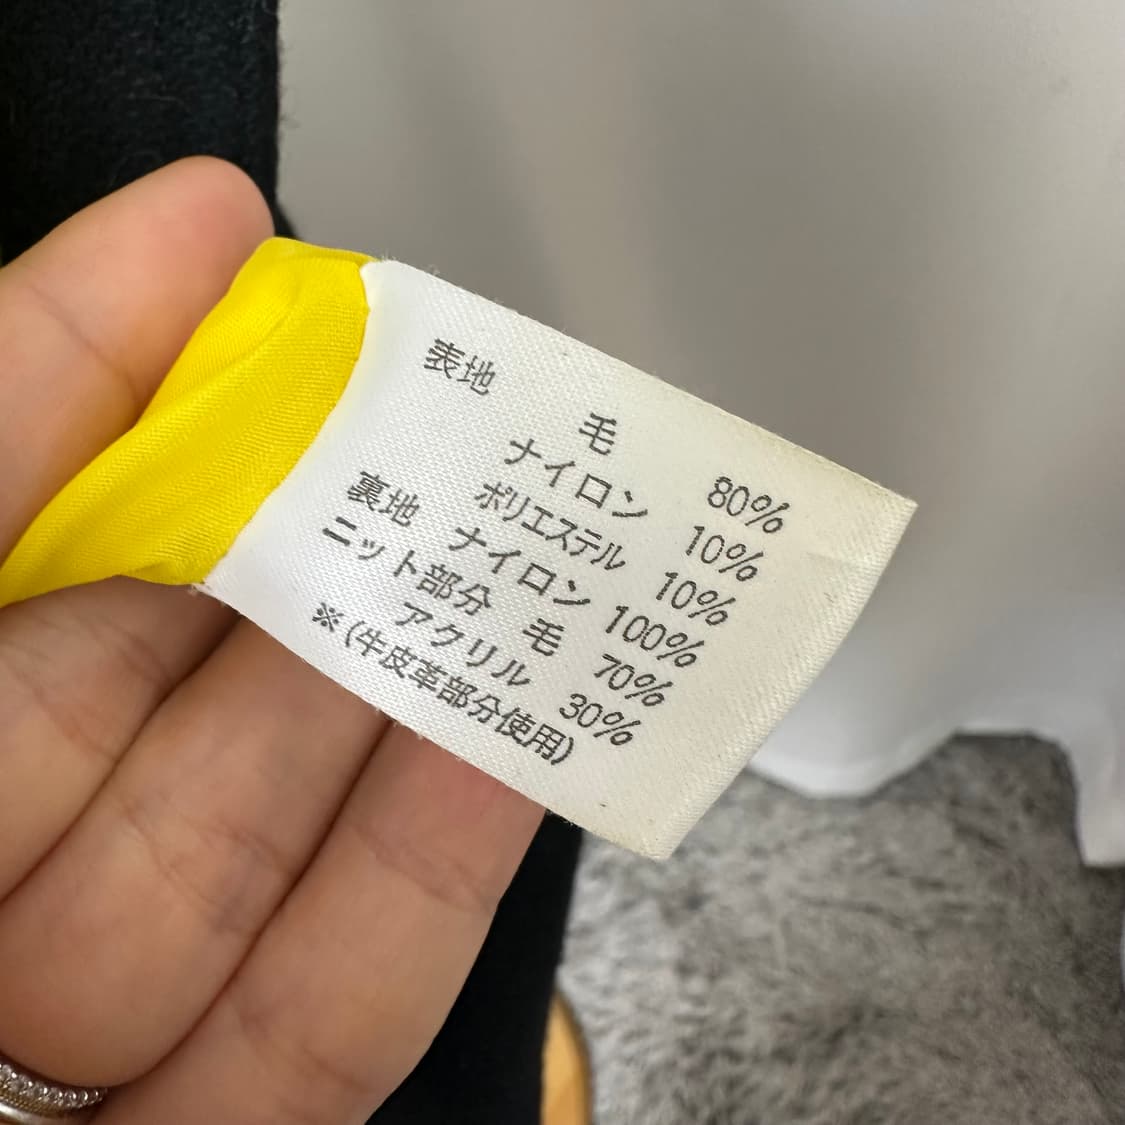 表地
毛 80%
ナイロン 10%
ポリエステル 10%
裏地 ナイロン 100%
ニット部分 毛 70%
アクリル 30%
※(牛皮革部分使用)